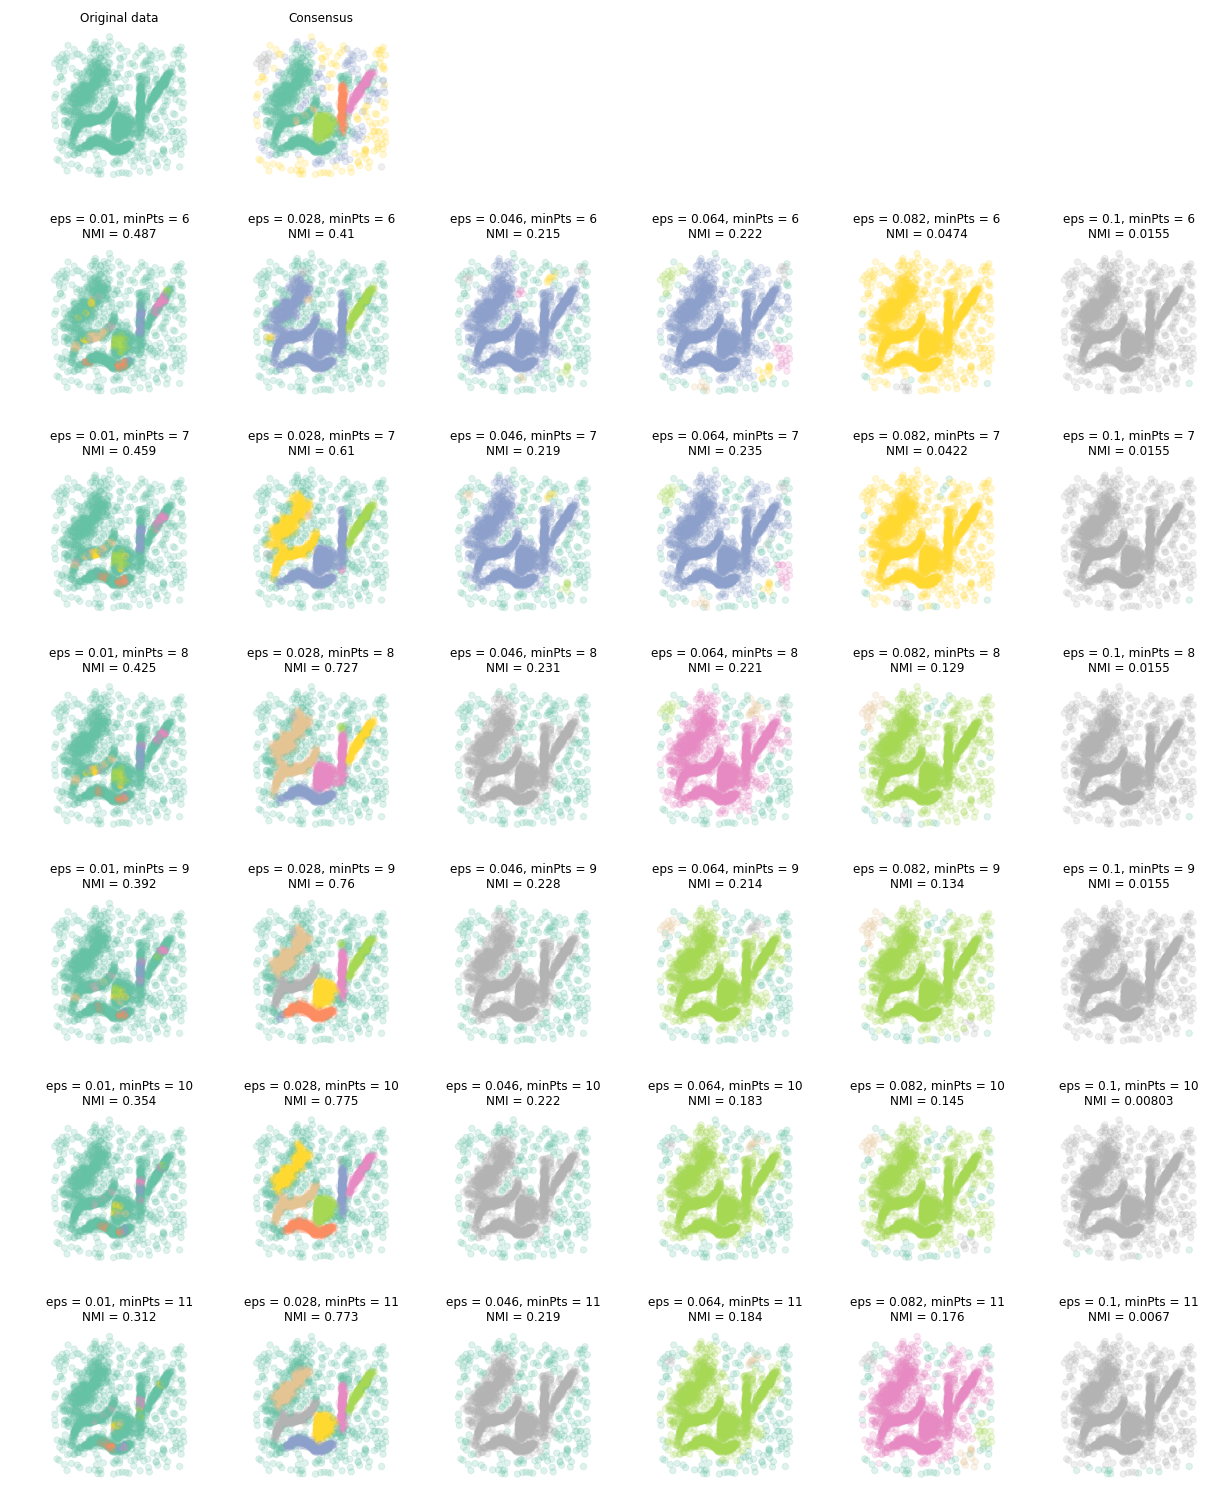 Original data
Consensus
eps = 0.01, minPts = 6
NMI = 0.487
eps = 0.028, minPts = 6
NMI = 0.41
eps = 0.046, minPts = 6
NMI = 0.215
eps = 0.064, minPts = 6
NMI = 0.222
eps = 0.082, minPts = 6
NMI = 0.0474
eps = 0.1, minPts = 6
NMI = 0.0155
eps = 0.01, minPts = 7
NMI = 0.459
eps = 0.028, minPts = 7
NMI = 0.61
eps = 0.046, minPts = 7
NMI = 0.219
eps = 0.064, minPts = 7
NMI = 0.235
eps = 0.082, minPts = 7
NMI = 0.0422
eps = 0.1, minPts = 7
NMI = 0.0155
eps = 0.01, minPts = 8
NMI = 0.425
eps = 0.028, minPts = 8
NMI = 0.727
eps = 0.046, minPts = 8
NMI = 0.231
eps = 0.064, minPts = 8
NMI = 0.221
eps = 0.082, minPts = 8
NMI = 0.129
eps = 0.1, minPts = 8
NMI = 0.0155
eps = 0.01, minPts = 9
NMI = 0.392
eps = 0.028, minPts = 9
NMI = 0.76
eps = 0.046, minPts = 9
NMI = 0.228
eps = 0.064, minPts = 9
NMI = 0.214
eps = 0.082, minPts = 9
NMI = 0.134
eps = 0.1, minPts = 9
NMI = 0.0155
eps = 0.01, minPts = 10
NMI = 0.354
eps = 0.028, minPts = 10
NMI = 0.775
eps = 0.046, minPts = 10
NMI = 0.222
eps = 0.064, minPts = 10
NMI = 0.183
eps = 0.082, minPts = 10
NMI = 0.145
eps = 0.1, minPts = 10
NMI = 0.00803
eps = 0.01, minPts = 11
NMI = 0.312
eps = 0.028, minPts = 11
NMI = 0.773
eps = 0.046, minPts = 11
NMI = 0.219
eps = 0.064, minPts = 11
NMI = 0.184
eps = 0.082, minPts = 11
NMI = 0.176
eps = 0.1, minPts = 11
NMI = 0.0067